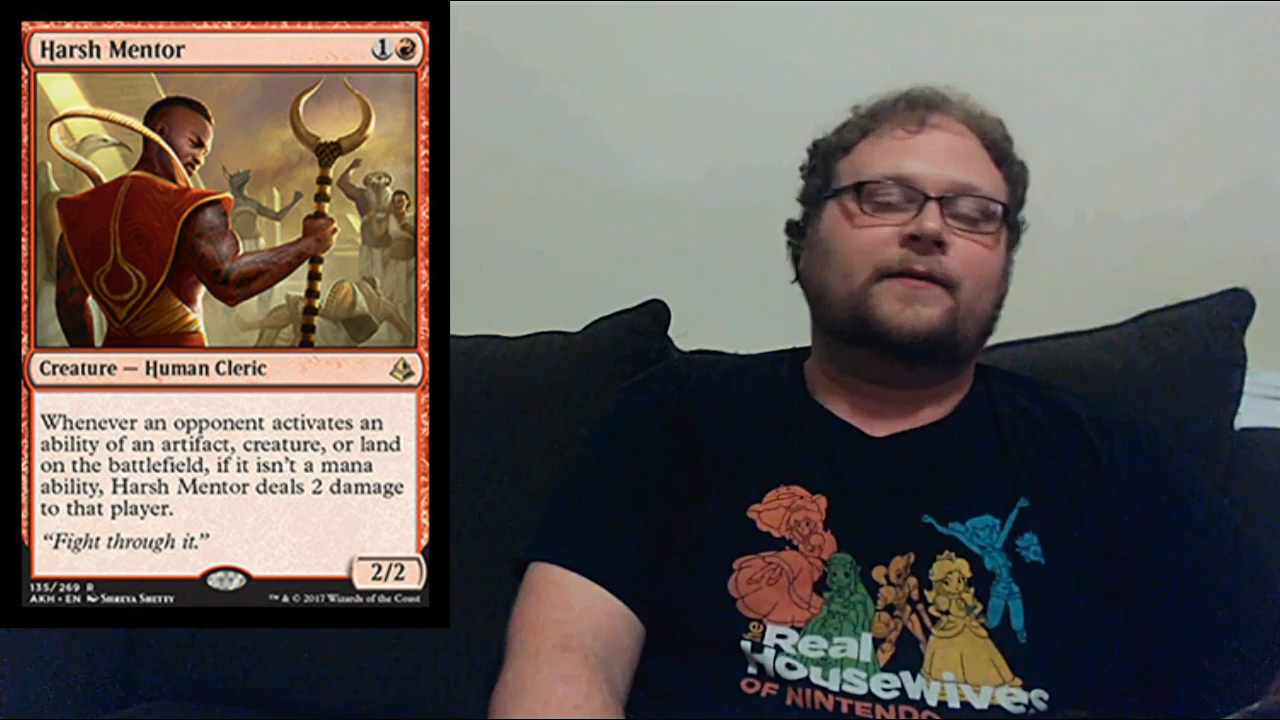 Harsh Mentor 1
Creature — Human Cleric
Whenever an opponent activates an
ability of an artifact, creature, or land
on the battlefield, if it isn't a mana
ability, Harsh Mentor deals 2 damage
to that player.
"Fight through it."
2/2
135/269 R
AKH • EN Shreya Shetty
™ & © 2017 Wizards of the Coast
the
Real
Housewives
OF NINTENDO